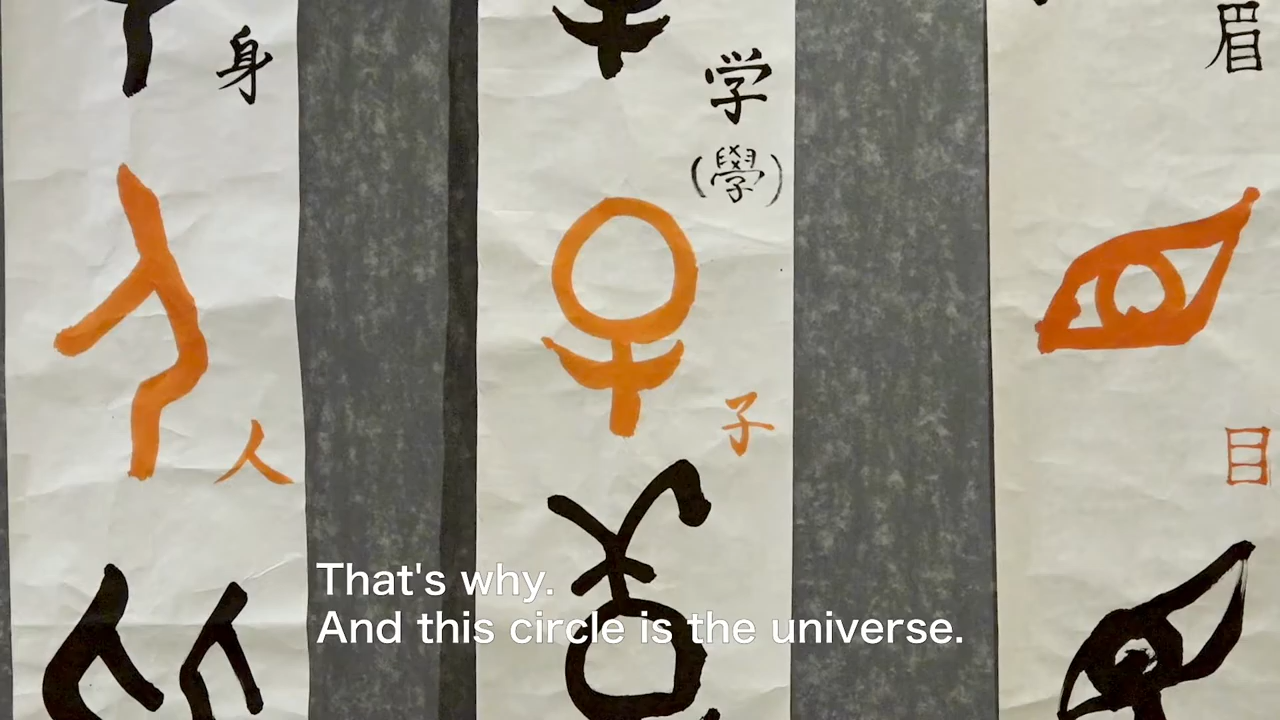 身
人
学
(學)
子
眉
目
That's why.
And this circle is the universe.